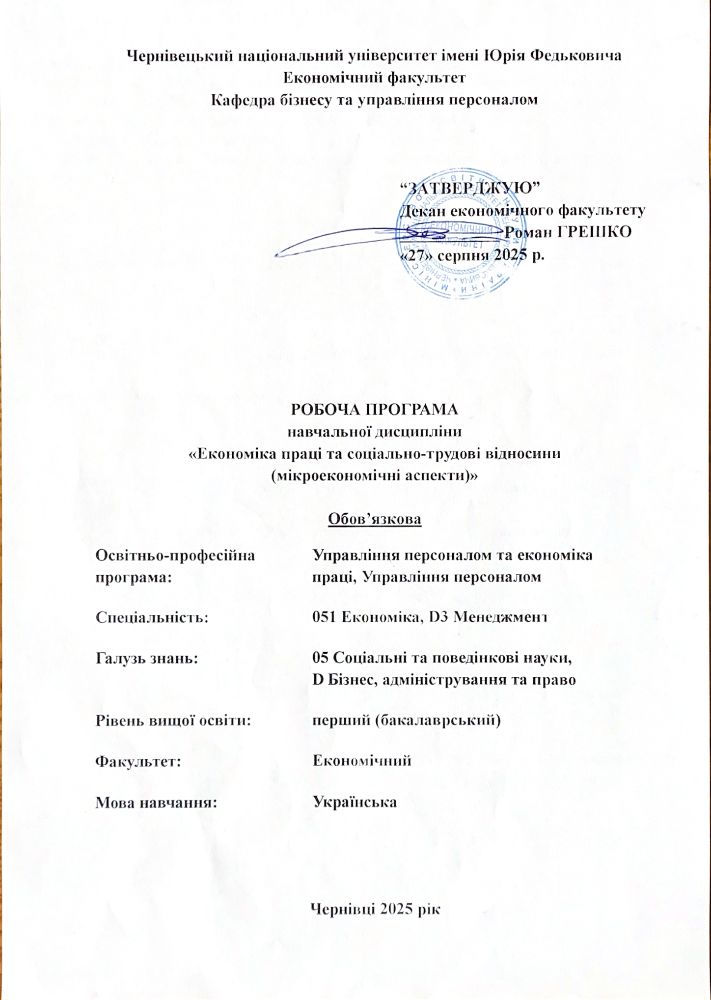 Чернівецький національний університет імені Юрія Федьковича
Економічний факультет
Кафедра бізнесу та управління персоналом
“ЗАТВЕРДЖУЮ”
Декан економічного факультету
Роман ГРЕШКО
«27» серпня 2025 р.
ЕКОНОМІЧНИЙ
ФАКУЛЬТЕТ
РОБОЧА ПРОГРАМА
навчальної дисципліни
«Економіка праці та соціально-трудові відносини
(мікроекономічні аспекти)»
Обов’язкова
Освітньо-професійна програма: Управління персоналом та економіка праці, Управління персоналом
Спеціальність: 051 Економіка, D3 Менеджмент
Галузь знань: 05 Соціальні та поведінкові науки,
D Бізнес, адміністрування та право
Рівень вищої освіти: перший (бакалаврський)
Факультет: Економічний
Мова навчання: Українська
Чернівці 2025 рік